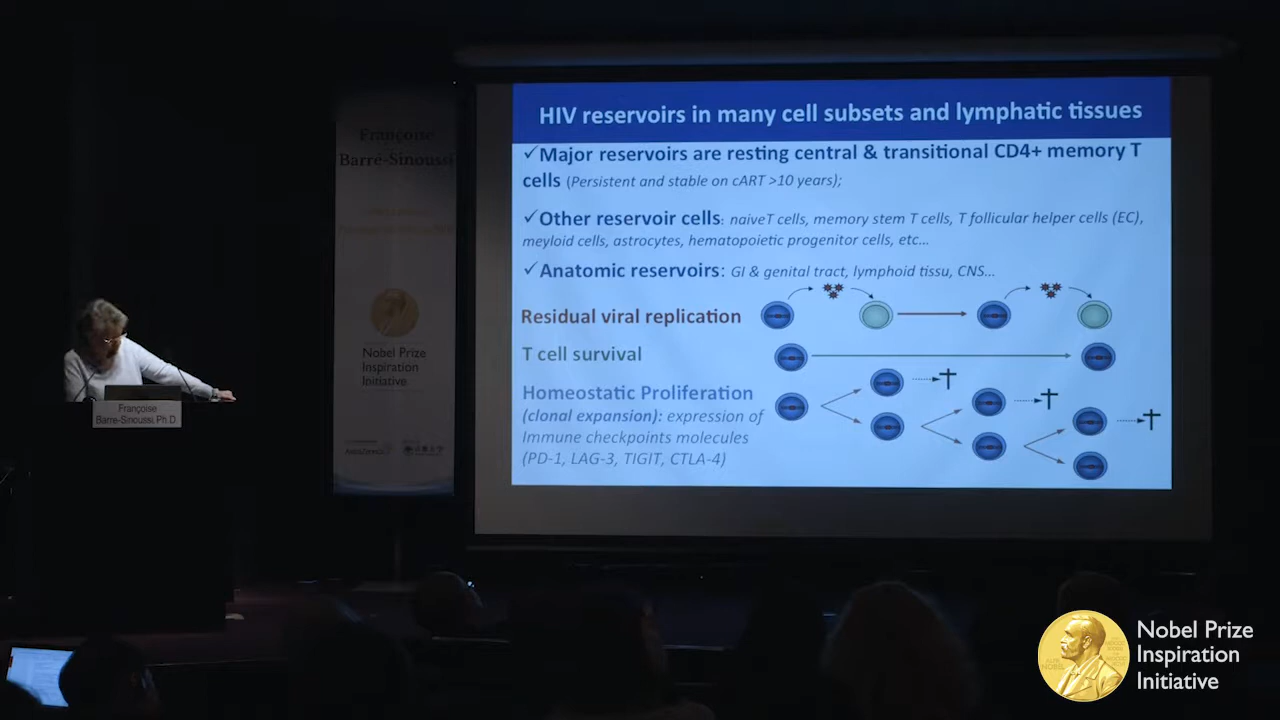 HIV reservoirs in many cell subsets and lymphatic tissues
✓Major reservoirs are resting central & transitional CD4+ memory T
cells (Persistent and stable on cART >10 years);
✓Other reservoir cells: naiveT cells, memory stem T cells, T follicular helper cells (EC),
meyloid cells, astrocytes, hematopoietic progenitor cells, etc...
✓Anatomic reservoirs: GI & genital tract, lymphoid tissu, CNS...
Residual viral replication
T cell survival
Homeostatic Proliferation
(clonal expansion): expression of
Immune checkpoints molecules
(PD-1, LAG-3, TIGIT, CTLA-4)
Françoise
Barré-Sinoussi
Nobel Prize
Inspiration
Initiative
Françoise
Barre-Sinoussi Ph.D
Nobel Prize
Inspiration
Initiative